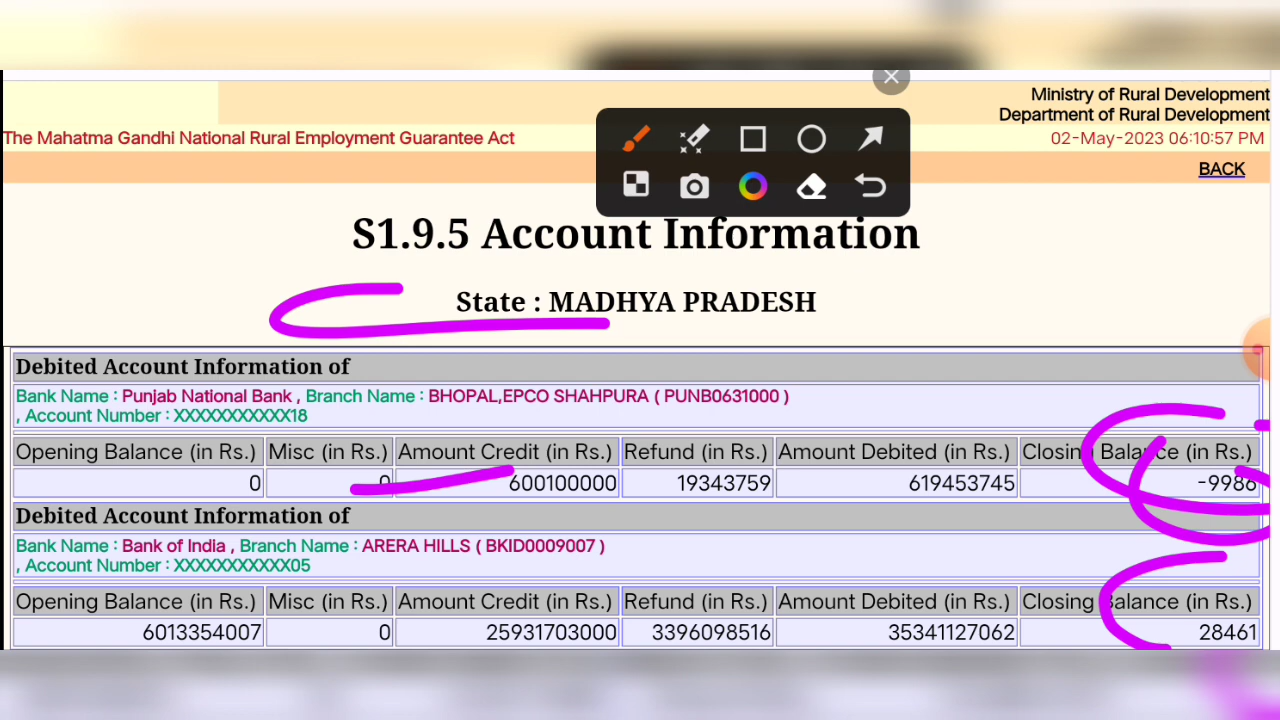 Ministry of Rural Development
Department of Rural Development
The Mahatma Gandhi National Rural Employment Guarantee Act
02-May-2023 06:10:57 PM
BACK
S1.9.5 Account Information
State : MADHYA PRADESH
Debited Account Information of
Bank Name : Punjab National Bank , Branch Name : BHOPAL,EPCO SHAHPURA ( PUNB0631000 )
, Account Number : XXXXXXXXXXX18
Opening Balance (in Rs.) Misc (in Rs.) Amount Credit (in Rs.) Refund (in Rs.) Amount Debited (in Rs.) Closing Balance (in Rs.)
0 0 600100000 19343759 619453745 -9986
Debited Account Information of
Bank Name : Bank of India , Branch Name : ARERA HILLS ( BKID0009007 )
, Account Number : XXXXXXXXXXX05
Opening Balance (in Rs.) Misc (in Rs.) Amount Credit (in Rs.) Refund (in Rs.) Amount Debited (in Rs.) Closing Balance (in Rs.)
6013354007 0 25931703000 3396098516 35341127062 28461